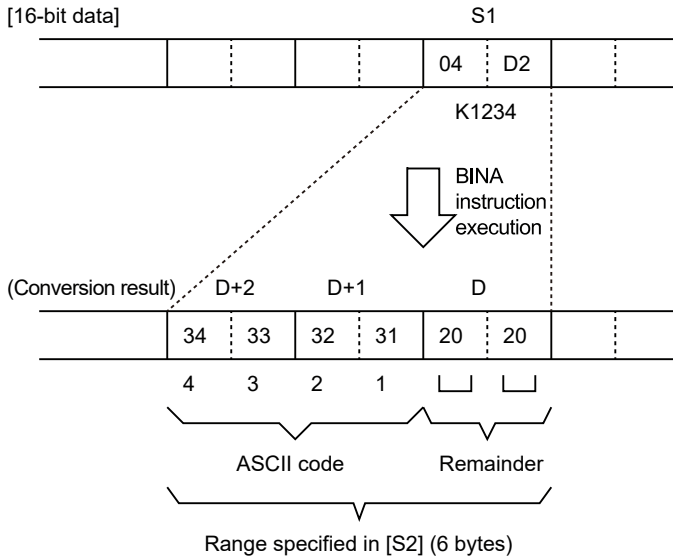 [16-bit data] S1
04 D2
K1234
BINA
instruction
execution
(Conversion result) D+2 D+1 D
34 33 32 31 20 20
4 3 2 1
ASCII code Remainder
Range specified in [S2] (6 bytes)